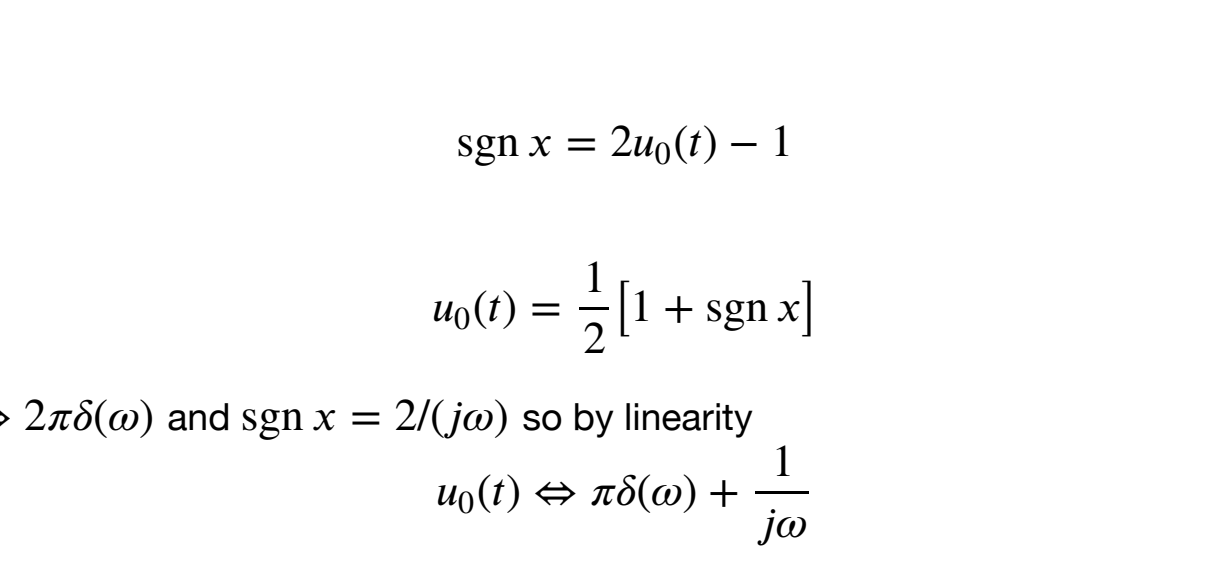 sgn x = 2u₀(t) − 1
u₀(t) = 1/2 [1 + sgn x]
2πδ(ω) and sgn x = 2/(jω) so by linearity
u₀(t) ⇔ πδ(ω) + 1/jω